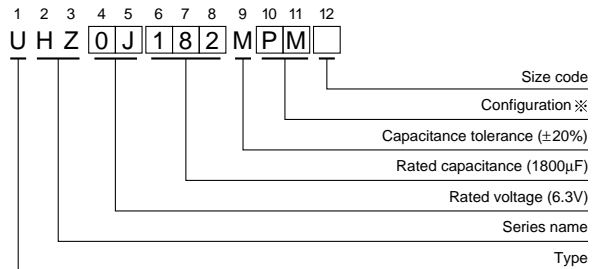 1 2 3 4 5 6 7 8 9 10 11 12
U H Z 0 J 1 8 2 M P M
Size code
Configuration ※
Capacitance tolerance (±20%)
Rated capacitance (1800µF)
Rated voltage (6.3V)
Series name
Type